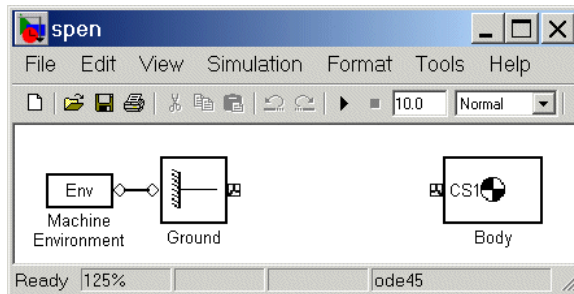 spen
File Edit View Simulation Format Tools Help
10.0 Normal
Env
CS1
Machine
Environment
Ground
Body
Ready 125% ode45